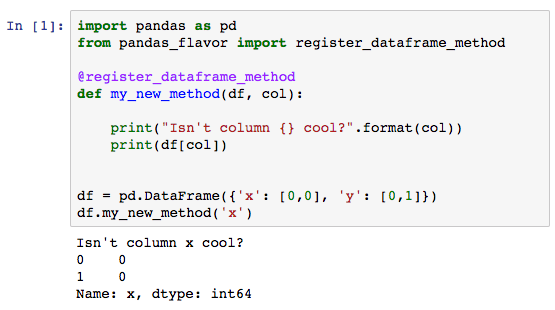 In [1]: import pandas as pd
from pandas_flavor import register_dataframe_method
@register_dataframe_method
def my_new_method(df, col):
    print("Isn't column {} cool?".format(col))
    print(df[col])
df = pd.DataFrame({'x': [0,0], 'y': [0,1]})
df.my_new_method('x')
Isn't column x cool?
0    0
1    0
Name: x, dtype: int64